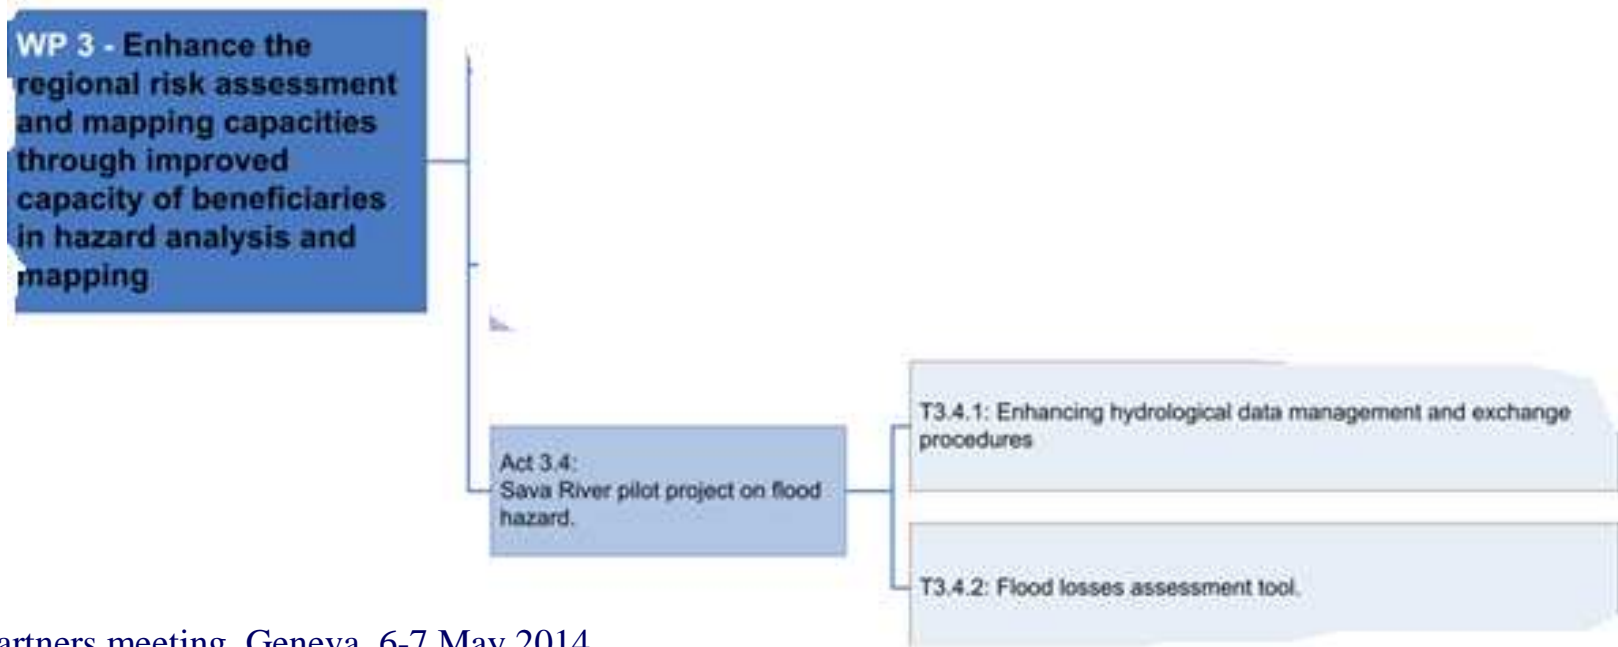 WP 3 - Enhance the
regional risk assessment
and mapping capacities
through improved
capacity of beneficiaries
in hazard analysis and
mapping
T3.4.1: Enhancing hydrological data management and exchange
procedures
Act 3.4:
Sava River pilot project on flood
hazard.
T3.4.2: Flood losses assessment tool.
meeting, Geneva, 6-7 May 2014